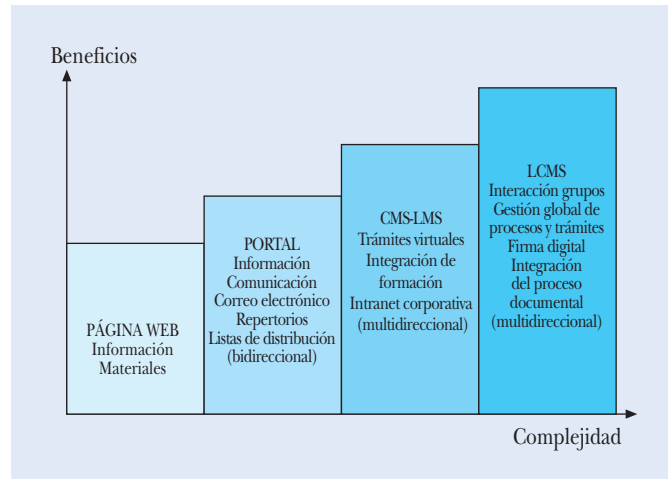 Beneficios
PÁGINA WEB
Información
Materiales
PORTAL
Información
Comunicación
Correo electrónico
Repertorios
Listas de distribución
(bidireccional)
CMS-LMS
Trámites virtuales
Integración de
formación
Intranet corporativa
(multidireccional)
LCMS
Interacción grupos
Gestión global de
procesos y trámites
Firma digital
Integración
del proceso
documental
(multidireccional)
Complejidad